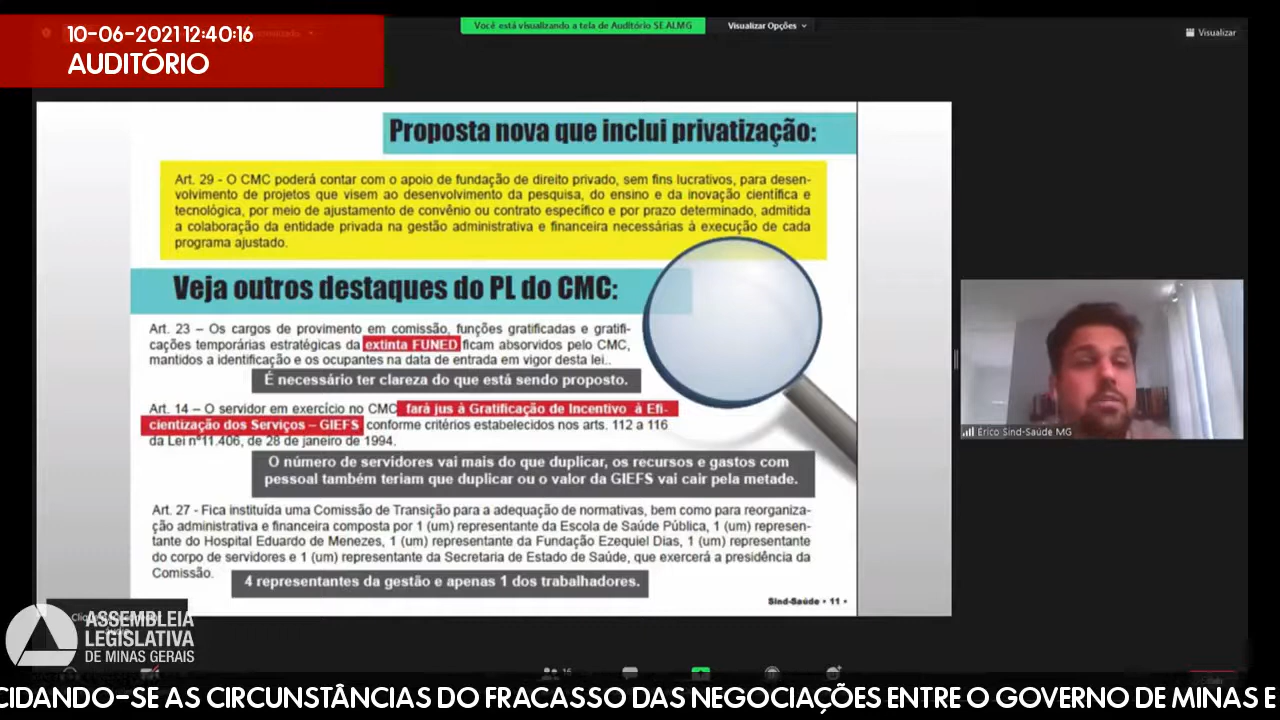 10-06-2021 12:40:16
AUDITÓRIO
Você está visualizando a tela de Auditório SE ALMG
Visualizar Opções
Visualizar
Proposta nova que inclui privatização:
Art. 29 - O CMC poderá contar com o apoio de fundação de direito privado, sem fins lucrativos, para desen-
volvimento de projetos que visem ao desenvolvimento da pesquisa, do ensino e da inovação científica e
tecnológica, por meio de ajustamento de convênio ou contrato específico e por prazo determinado, admitida
a colaboração da entidade privada na gestão administrativa e financeira necessárias à execução de cada
programa ajustado.
Veja outros destaques do PL do CMC:
Art. 23 – Os cargos de provimento em comissão, funções gratificadas e gratifi-
cações temporárias estratégicas da extinta FUNED ficam absorvidos pelo CMC,
mantidos a identificação e os ocupantes na data de entrada em vigor desta lei..
É necessário ter clareza do que está sendo proposto.
Art. 14 – O servidor em exercício no CMC fará jus à Gratificação de Incentivo à Efi-
cientização dos Serviços – GIEFS conforme critérios estabelecidos nos arts. 112 a 116
da Lei nº11.406, de 28 de janeiro de 1994.
O número de servidores vai mais do que duplicar, os recursos e gastos com
pessoal também teriam que duplicar ou o valor da GIEFS vai cair pela metade.
Art. 27 - Fica instituída uma Comissão de Transição para a adequação de normativas, bem como para reorganiza-
ção administrativa e financeira composta por 1 (um) representante da Escola de Saúde Pública, 1 (um) represen-
tante do Hospital Eduardo de Menezes, 1 (um) representante da Fundação Ezequiel Dias, 1 (um) representante
do corpo de servidores e 1 (um) representante da Secretaria de Estado de Saúde, que exercerá a presidência da
Comissão.
4 representantes da gestão e apenas 1 dos trabalhadores.
Sind-Saúde • 11 •
Érico Sind-Saúde MG
ASSEMBLEIA
LEGISLATIVA
DE MINAS GERAIS
16
CIDANDO-SE AS CIRCUNSTÂNCIAS DO FRACASSO DAS NEGOCIAÇÕES ENTRE O GOVERNO DE MINAS E